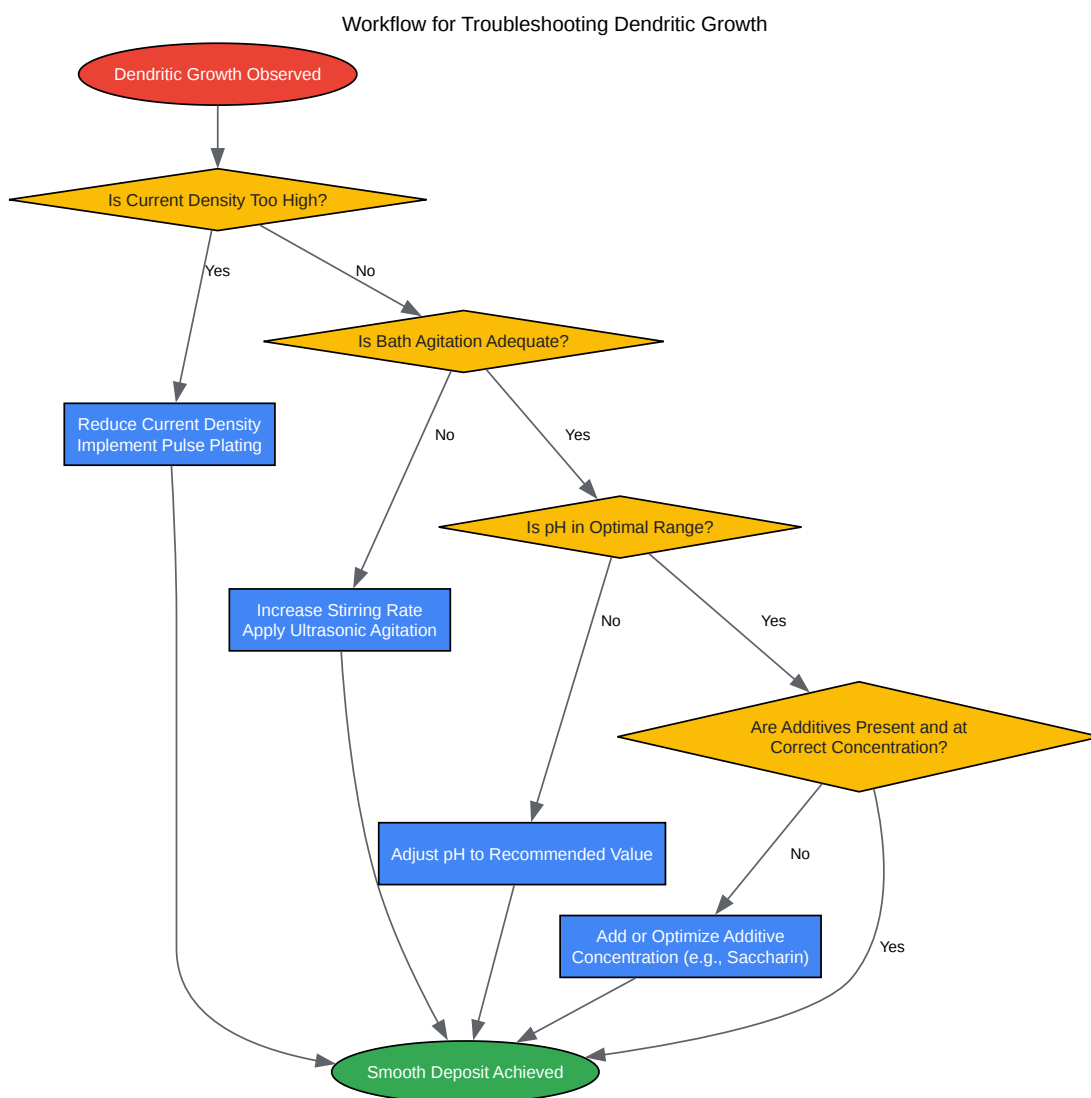 Workflow for Troubleshooting Dendritic Growth
Dendritic Growth Observed
Is Current Density Too High?
Yes
No
Is Bath Agitation Adequate?
Reduce Current Density
Implement Pulse Plating
No
Yes
Is pH in Optimal Range?
Increase Stirring Rate
Apply Ultrasonic Agitation
No
Yes
Are Additives Present and at
Correct Concentration?
Adjust pH to Recommended Value
No
Add or Optimize Additive
Concentration (e.g., Saccharin)
Yes
Smooth Deposit Achieved